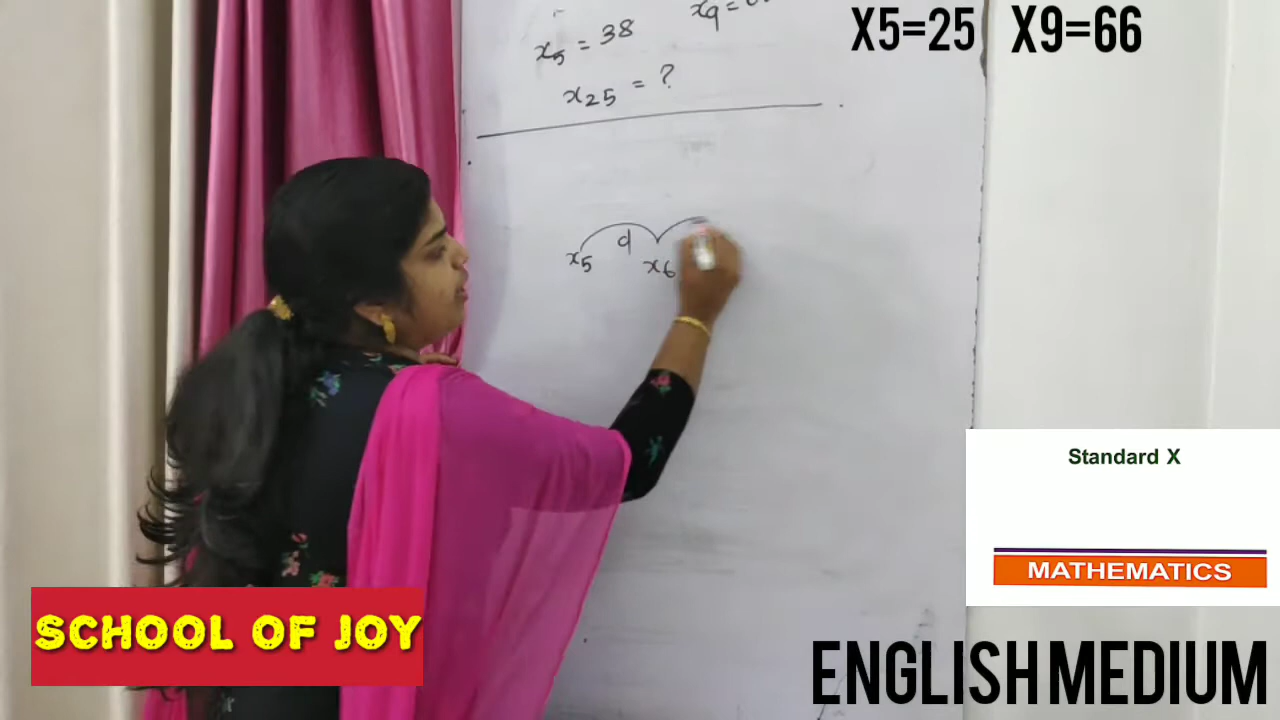 X5=25 X9=66
x5 = 38
x25 = ?
x5 d x6
Standard X
MATHEMATICS
SCHOOL OF JOY
ENGLISH MEDIUM